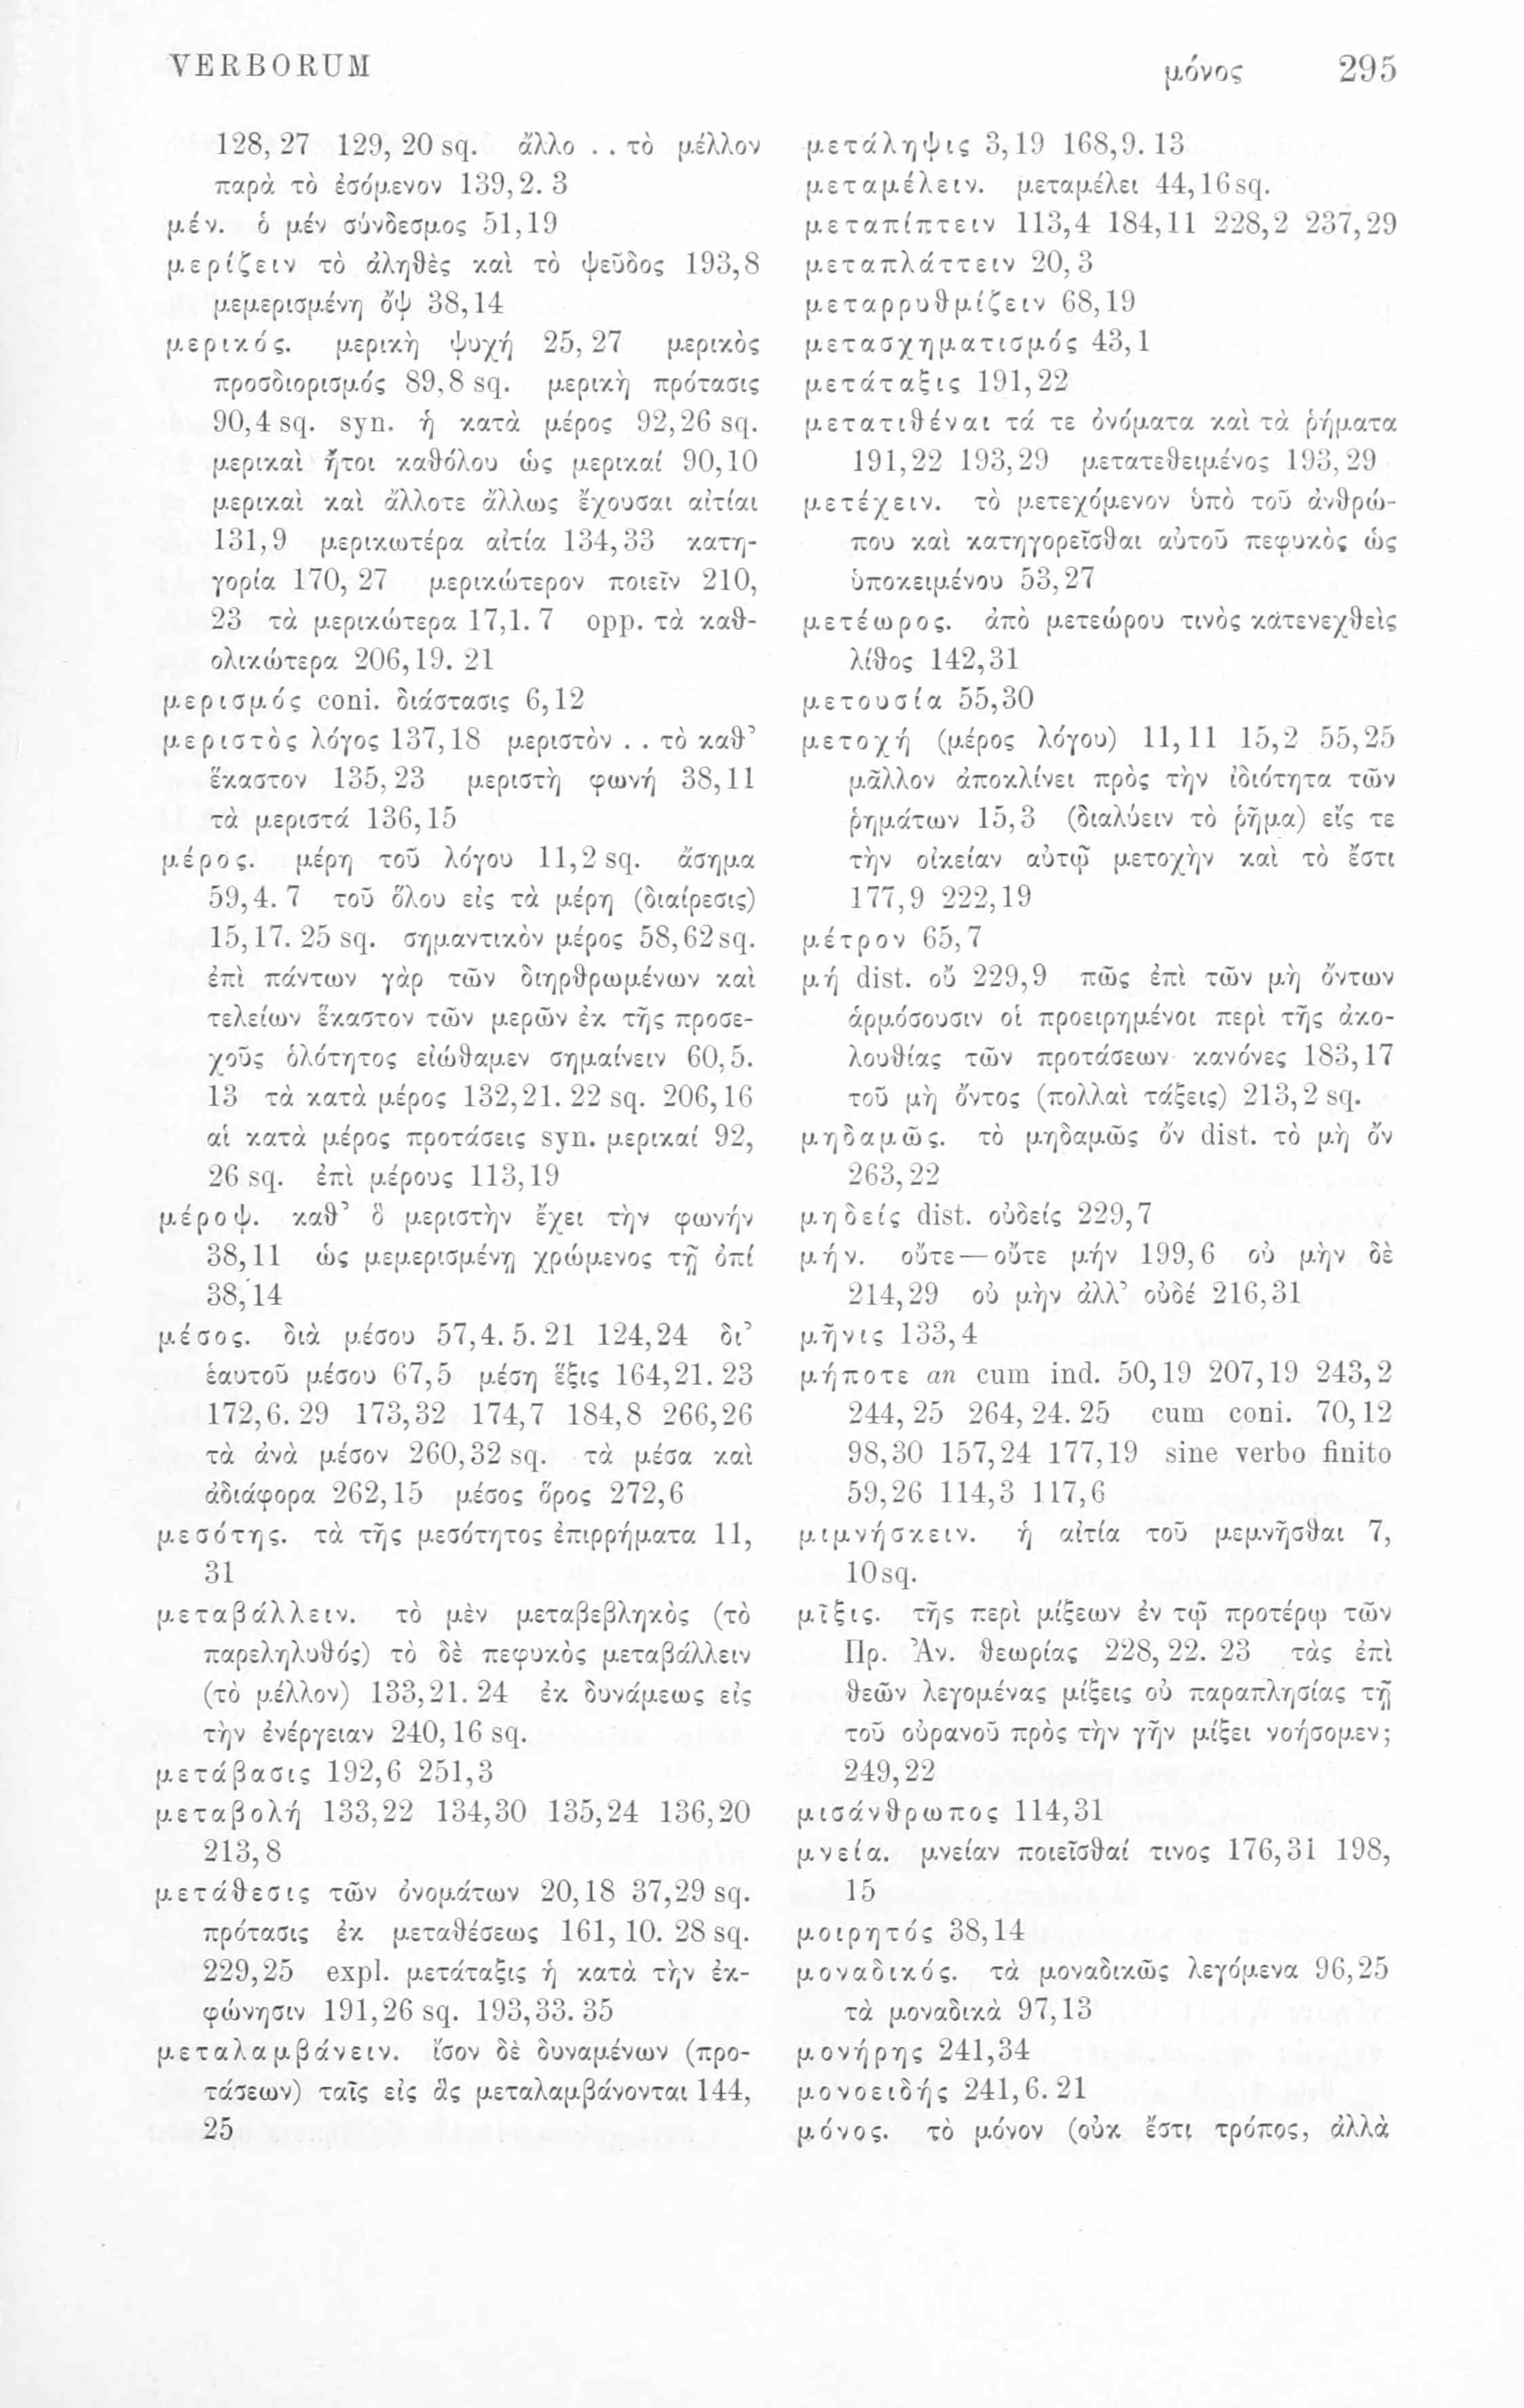 VERBORUM μόνος 295
128, 27 129, 20 sq. ἄλλο . . τὸ μέλλον
παρὰ τὸ ἐσόμενον 139, 2. 3
μέν. ὁ μέν σύνδεσμος 51,19
μερίζειν τὸ ἀληθὲς καὶ τὸ ψεῦδος 193,8
μεμερισμένη ὄψ 38,14
μερικός. μερικὴ ψυχή 25, 27 μερικὸς
προσδιορισμός 89,8 sq. μερικὴ πρότασις
90,4 sq. syn. ἡ κατὰ μέρος 92,26 sq.
μερικαὶ ἤτοι καθόλου ὡς μερικαί 90,10
μερικαὶ καὶ ἄλλοτε ἄλλως ἔχουσαι αἰτίαι
131,9 μερικωτέρα αἰτία 134,33 κατη-
γορία 170, 27 μερικώτερον ποιεῖν 210,
23 τὰ μερικώτερα 17,1. 7 opp. τὰ καθ-
ολικώτερα 206,19. 21
μερισμός coni. διάστασις 6,12
μεριστὸς λόγος 137,18 μεριστὸν . . τὸ καθ’
ἕκαστον 135, 23 μεριστὴ φωνή 38,11
τὰ μεριστά 136,15
μέρος. μέρη τοῦ λόγου 11,2 sq. ἄσημα
59,4. 7 τοῦ ὅλου εἰς τὰ μέρη (διαίρεσις)
15,17. 25 sq. σημαντικὸν μέρος 58,62 sq.
ἐπὶ πάντων γὰρ τῶν διηρθρωμένων καὶ
τελείων ἕκαστον τῶν μερῶν ἐκ τῆς προσε-
χοῦς ὁλότητος εἰώθαμεν σημαίνειν 60,5.
13 τὰ κατὰ μέρος 132,21. 22 sq. 206,16
αἱ κατὰ μέρος προτάσεις syn. μερικαί 92,
26 sq. ἐπὶ μέρους 113,19
μέροψ. καθ’ ὃ μεριστὴν ἔχει τὴν φωνήν
38,11 ὡς μεμερισμένῃ χρώμενος τῇ ὀπί
38,14
μέσος. διὰ μέσου 57,4. 5. 21 124,24 δι’
ἑαυτοῦ μέσου 67,5 μέση ἕξις 164,21. 23
172,6. 29 173,32 174,7 184,8 266,26
τὰ ἀνὰ μέσον 260,32 sq. τὰ μέσα καὶ
ἀδιάφορα 262,15 μέσος ὅρος 272,6
μεσότης. τὰ τῆς μεσότητος ἐπιρρήματα 11,
31
μεταβάλλειν. τὸ μὲν μεταβεβληκὸς (τὸ
παρεληλυθός) τὸ δὲ πεφυκὸς μεταβάλλειν
(τὸ μέλλον) 133,21. 24 ἐκ δυνάμεως εἰς
τὴν ἐνέργειαν 240,16 sq.
μετάβασις 192,6 251,3
μεταβολή 133,22 134,30 135,24 136,20
213,8
μετάθεσις τῶν ὀνομάτων 20,18 37,29 sq.
πρότασις ἐκ μεταθέσεως 161, 10. 28 sq.
229,25 expl. μετάταξις ἡ κατὰ τὴν ἐκ-
φώνησιν 191,26 sq. 193,33. 35
μεταλαμβάνειν. ἴσον δὲ δυναμένων (προ-
τάσεων) ταῖς εἰς ἃς μεταλαμβάνονται 144,
25
μετάληψις 3,19 168,9. 13
μεταμέλειν. μεταμέλει 44,16 sq.
μεταπίπτειν 113,4 184,11 228,2 237,29
μεταπλάττειν 20, 3
μεταρρυθμίζειν 68,19
μετασχηματισμός 43,1
μετάταξις 191,22
μετατιθέναι τά τε ὀνόματα καὶ τὰ ῥήματα
191,22 193,29 μετατεθειμένος 193,29
μετέχειν. τὸ μετεχόμενον ὑπὸ τοῦ ἀνθρώ-
που καὶ κατηγορεῖσθαι αὐτοῦ πεφυκὸς ὡς
ὑποκειμένου 53,27
μετέωρος. ἀπὸ μετεώρου τινὸς κατενεχθεὶς
λίθος 142,31
μετουσία 55,30
μετοχή (μέρος λόγου) 11, 11 15,2 55,25
μᾶλλον ἀποκλίνει πρὸς τὴν ἰδιότητα τῶν
ῥημάτων 15,3 (διαλύειν τὸ ῥῆμα) εἴς τε
τὴν οἰκείαν αὐτῷ μετοχὴν καὶ τὸ ἔστι
177,9 222,19
μέτρον 65,7
μή dist. οὔ 229,9 πῶς ἐπὶ τῶν μὴ ὄντων
ἁρμόσουσιν οἱ προειρημένοι περὶ τῆς ἀκο-
λουθίας τῶν προτάσεων κανόνες 183,17
τοῦ μὴ ὄντος (πολλαὶ τάξεις) 213,2 sq.
μηδαμῶς. τὸ μηδαμῶς ὄν dist. τὸ μὴ ὄν
263,22
μηδείς dist. οὐδείς 229,7
μήν. οὔτε — οὔτε μήν 199,6 οὐ μὴν δὲ
214,29 οὐ μὴν ἀλλ’ οὐδέ 216,31
μῆνις 133,4
μήποτε an cum ind. 50,19 207,19 243,2
244, 25 264, 24. 25 cum coni. 70,12
98,30 157,24 177,19 sine verbo finito
59,26 114,3 117,6
μιμνήσκειν. ἡ αἰτία τοῦ μεμνῆσθαι 7,
10 sq.
μῖξις. τῆς περὶ μίξεων ἐν τῷ προτέρῳ τῶν
Πρ. Ἀν. θεωρίας 228, 22. 23 τὰς ἐπὶ
θεῶν λεγομένας μίξεις οὐ παραπλησίας τῇ
τοῦ οὐρανοῦ πρὸς τὴν γῆν μίξει νοήσομεν;
249,22
μισάνθρωπος 114,31
μνεία. μνείαν ποιεῖσθαί τινος 176,31 198,
15
μοιρητός 38,14
μοναδικός. τὰ μοναδικῶς λεγόμενα 96,25
τὰ μοναδικὰ 97,13
μονήρης 241,34
μονοειδής 241,6. 21
μόνος. τὸ μόνον (οὐκ ἔστι τρόπος, ἀλλὰ